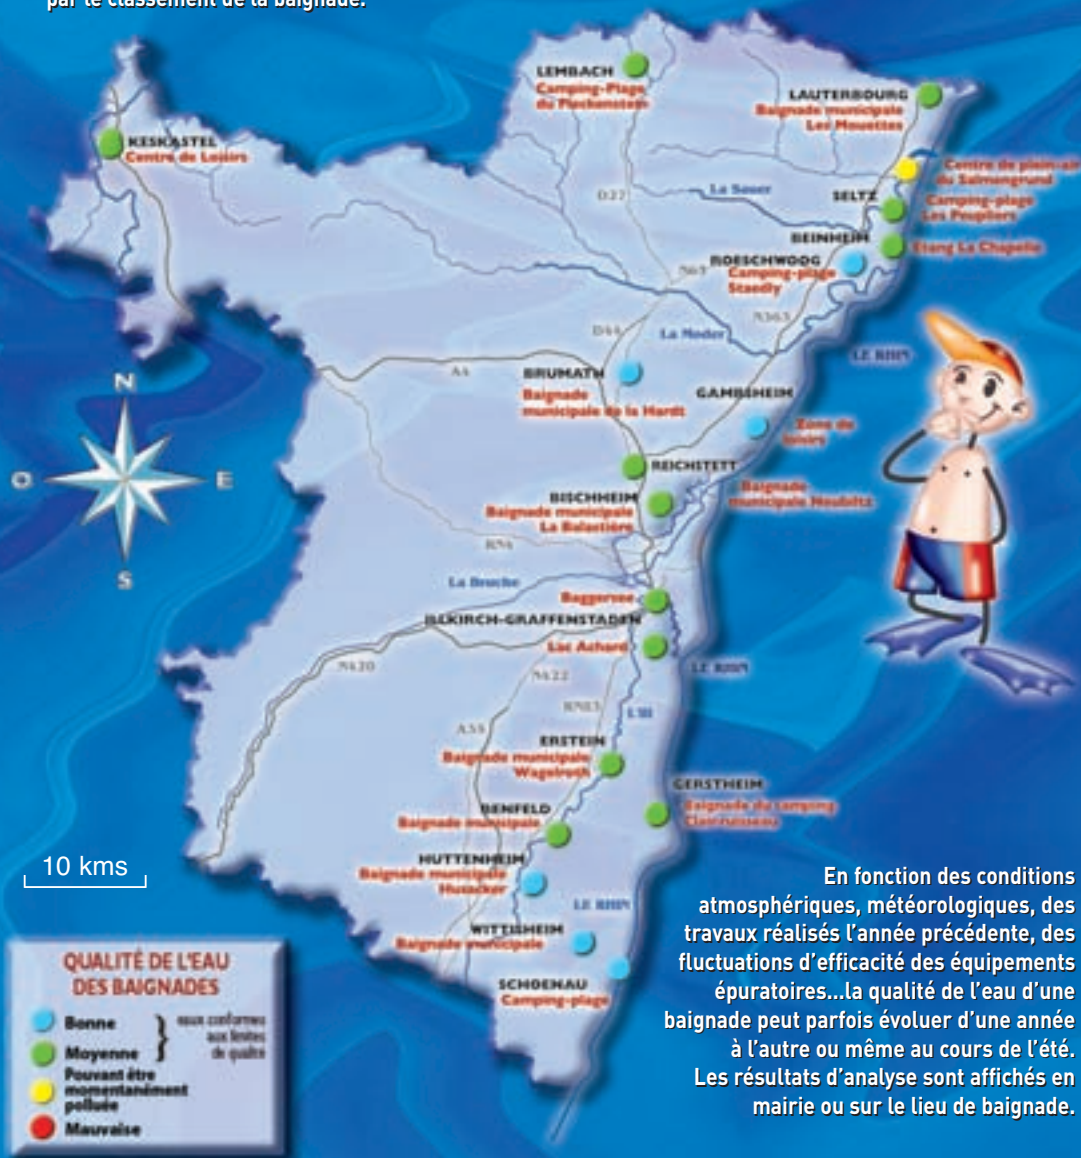 par le classement de la baignade.
LEMBACH
Camping-Plage
du Fleckenstein
LAUTERBOURG
Baignade municipale
Les Mouettes
KESKASTEL
Centre de Loisirs
Centre de plein-air
du Salmengrund
D27
La Sauer
SELTZ
Camping-plage
Les Peupliers
BEINHEIM
Etang La Chapelle
ROESCHWOOG
Camping-plage
Staedly
N63
N363
D44
La Moder
LE RHIN
A4
BRUMATH
Baignade
municipale de la Hardt
GAMBSHEIM
Zone de
loisirs
N
O
E
S
REICHSTETT
Baignade
municipale
BISCHHEIM
Baignade municipale
La Balastière
RN4
La Bruche
Baggersee
ILLKIRCH-GRAFFENSTADEN
Lac Achard
N420
N422
LE RHIN
RN83
L'Ill
A35
ERSTEIN
Baignade municipale
Wagelroth
GERSTHEIM
Baignade du camping
Clair ruisseau
BENFELD
Baignade municipale
HUTTENHEIM
Baignade municipale
Husacker
LE RHIN
WITTISHEIM
Baignade municipale
SCHOENAU
Camping-plage
10 kms
QUALITÉ DE L'EAU
DES BAIGNADES
Bonne
Moyenne
eaux conformes
aux limites
de qualité
Pouvant être
momentanément
polluée
Mauvaise
En fonction des conditions
atmosphériques, météorologiques, des
travaux réalisés l'année précédente, des
fluctuations d'efficacité des équipements
épuratoires...la qualité de l'eau d'une
baignade peut parfois évoluer d'une année
à l'autre ou même au cours de l'été.
Les résultats d'analyse sont affichés en
mairie ou sur le lieu de baignade.